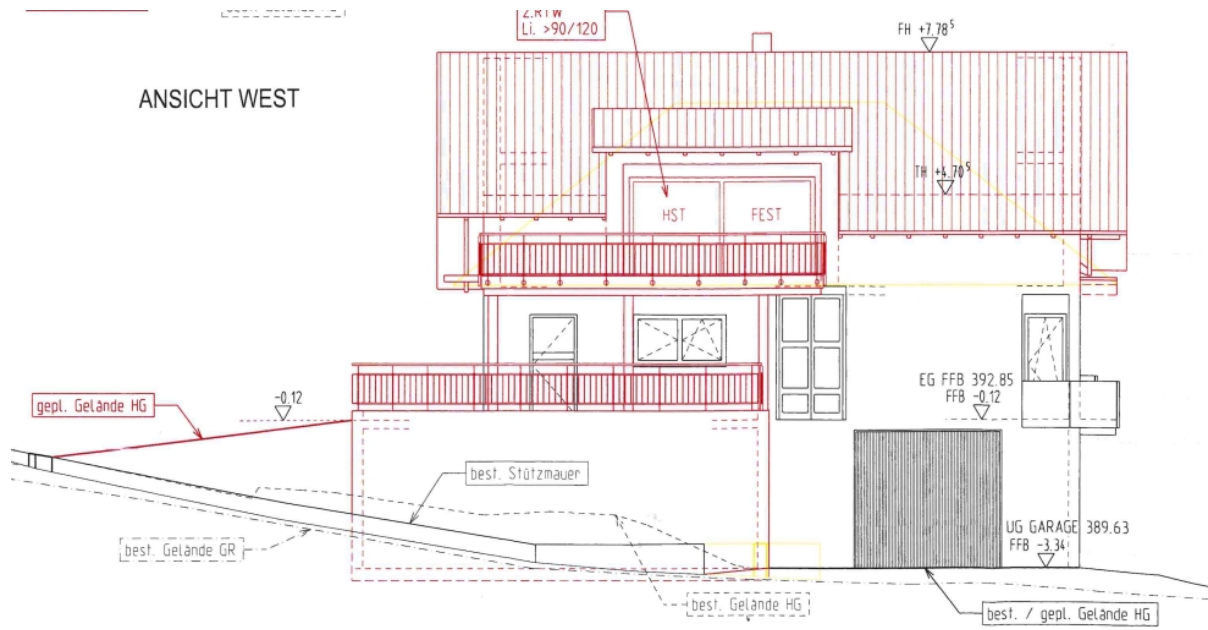 2.RTW
Li. >90/120
FH +7.78⁵
ANSICHT WEST
TH +4.70⁵
HST
FEST
EG FFB 392.85
FFB -0.12
gepl. Gelände HG
-0.12
best. Stützmauer
UG GARAGE 389.63
FFB -3.34
best. Gelände GR
best. Gelände HG
best. / gepl. Gelände HG